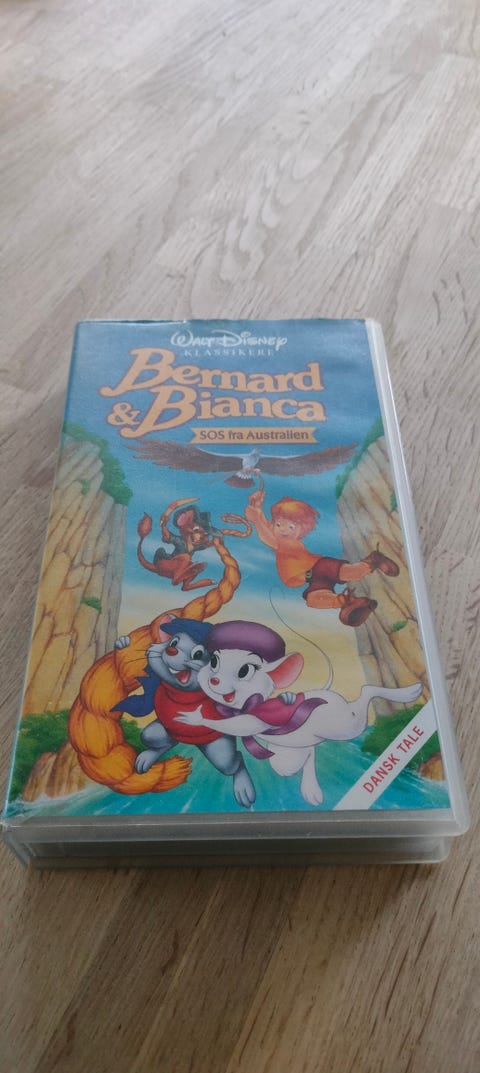 WALT DISNEY
KLASSIKERE
Bernard
& Bianca
SOS fra Australien
DANSK TALE